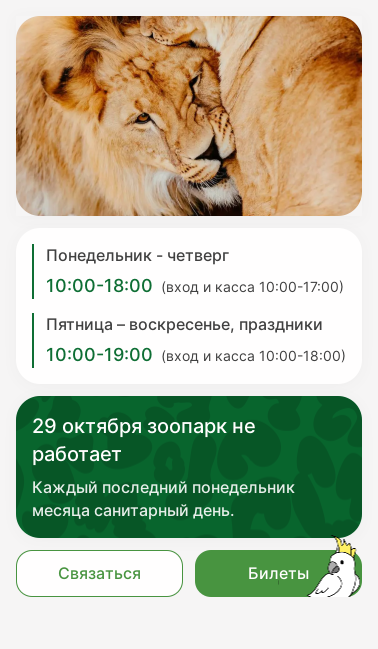 Понедельник - четверг
10:00-18:00 (вход и касса 10:00-17:00)
Пятница – воскресенье, праздники
10:00-19:00 (вход и касса 10:00-18:00)
29 октября зоопарк не
работает
Каждый последний понедельник
месяца санитарный день.
Связаться
Билеты